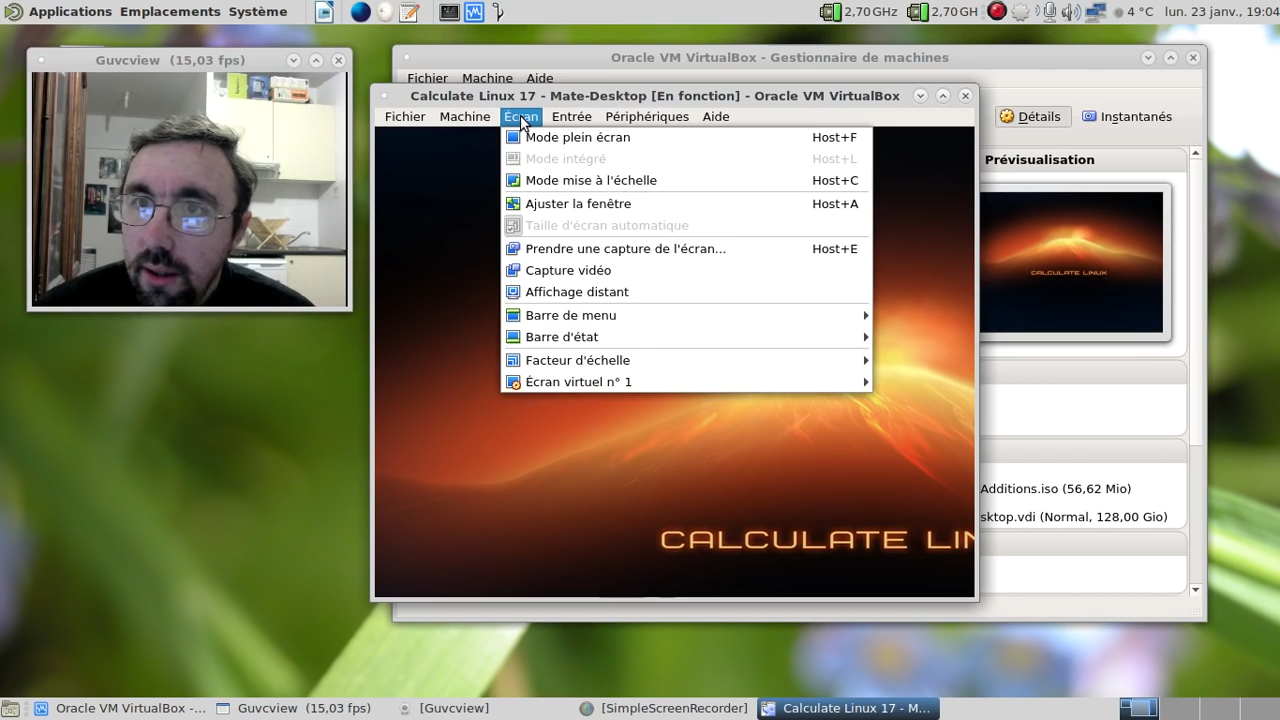 Applications Emplacements Système 2,70 GHz 2,70 GH 4 °C lun. 23 janv., 19:04
Guvcview (15,03 fps)
Oracle VM VirtualBox - Gestionnaire de machines
Fichier Machine Aide
Détails Instantanés
Prévisualisation
CALCULATE LINUX
Additions.iso (56,62 Mio)
sktop.vdi (Normal, 128,00 Gio)
Calculate Linux 17 - Mate-Desktop [En fonction] - Oracle VM VirtualBox
Fichier Machine Écran Entrée Périphériques Aide
Mode plein écran Host+F
Mode intégré Host+L
Mode mise à l'échelle Host+C
Ajuster la fenêtre Host+A
Taille d'écran automatique
Prendre une capture de l'écran... Host+E
Capture vidéo
Affichage distant
Barre de menu
Barre d'état
Facteur d'échelle
Écran virtuel n° 1
CALCULATE LIN
Oracle VM VirtualBox -... Guvcview (15,03 fps) [Guvcview] [SimpleScreenRecorder] Calculate Linux 17 - M...